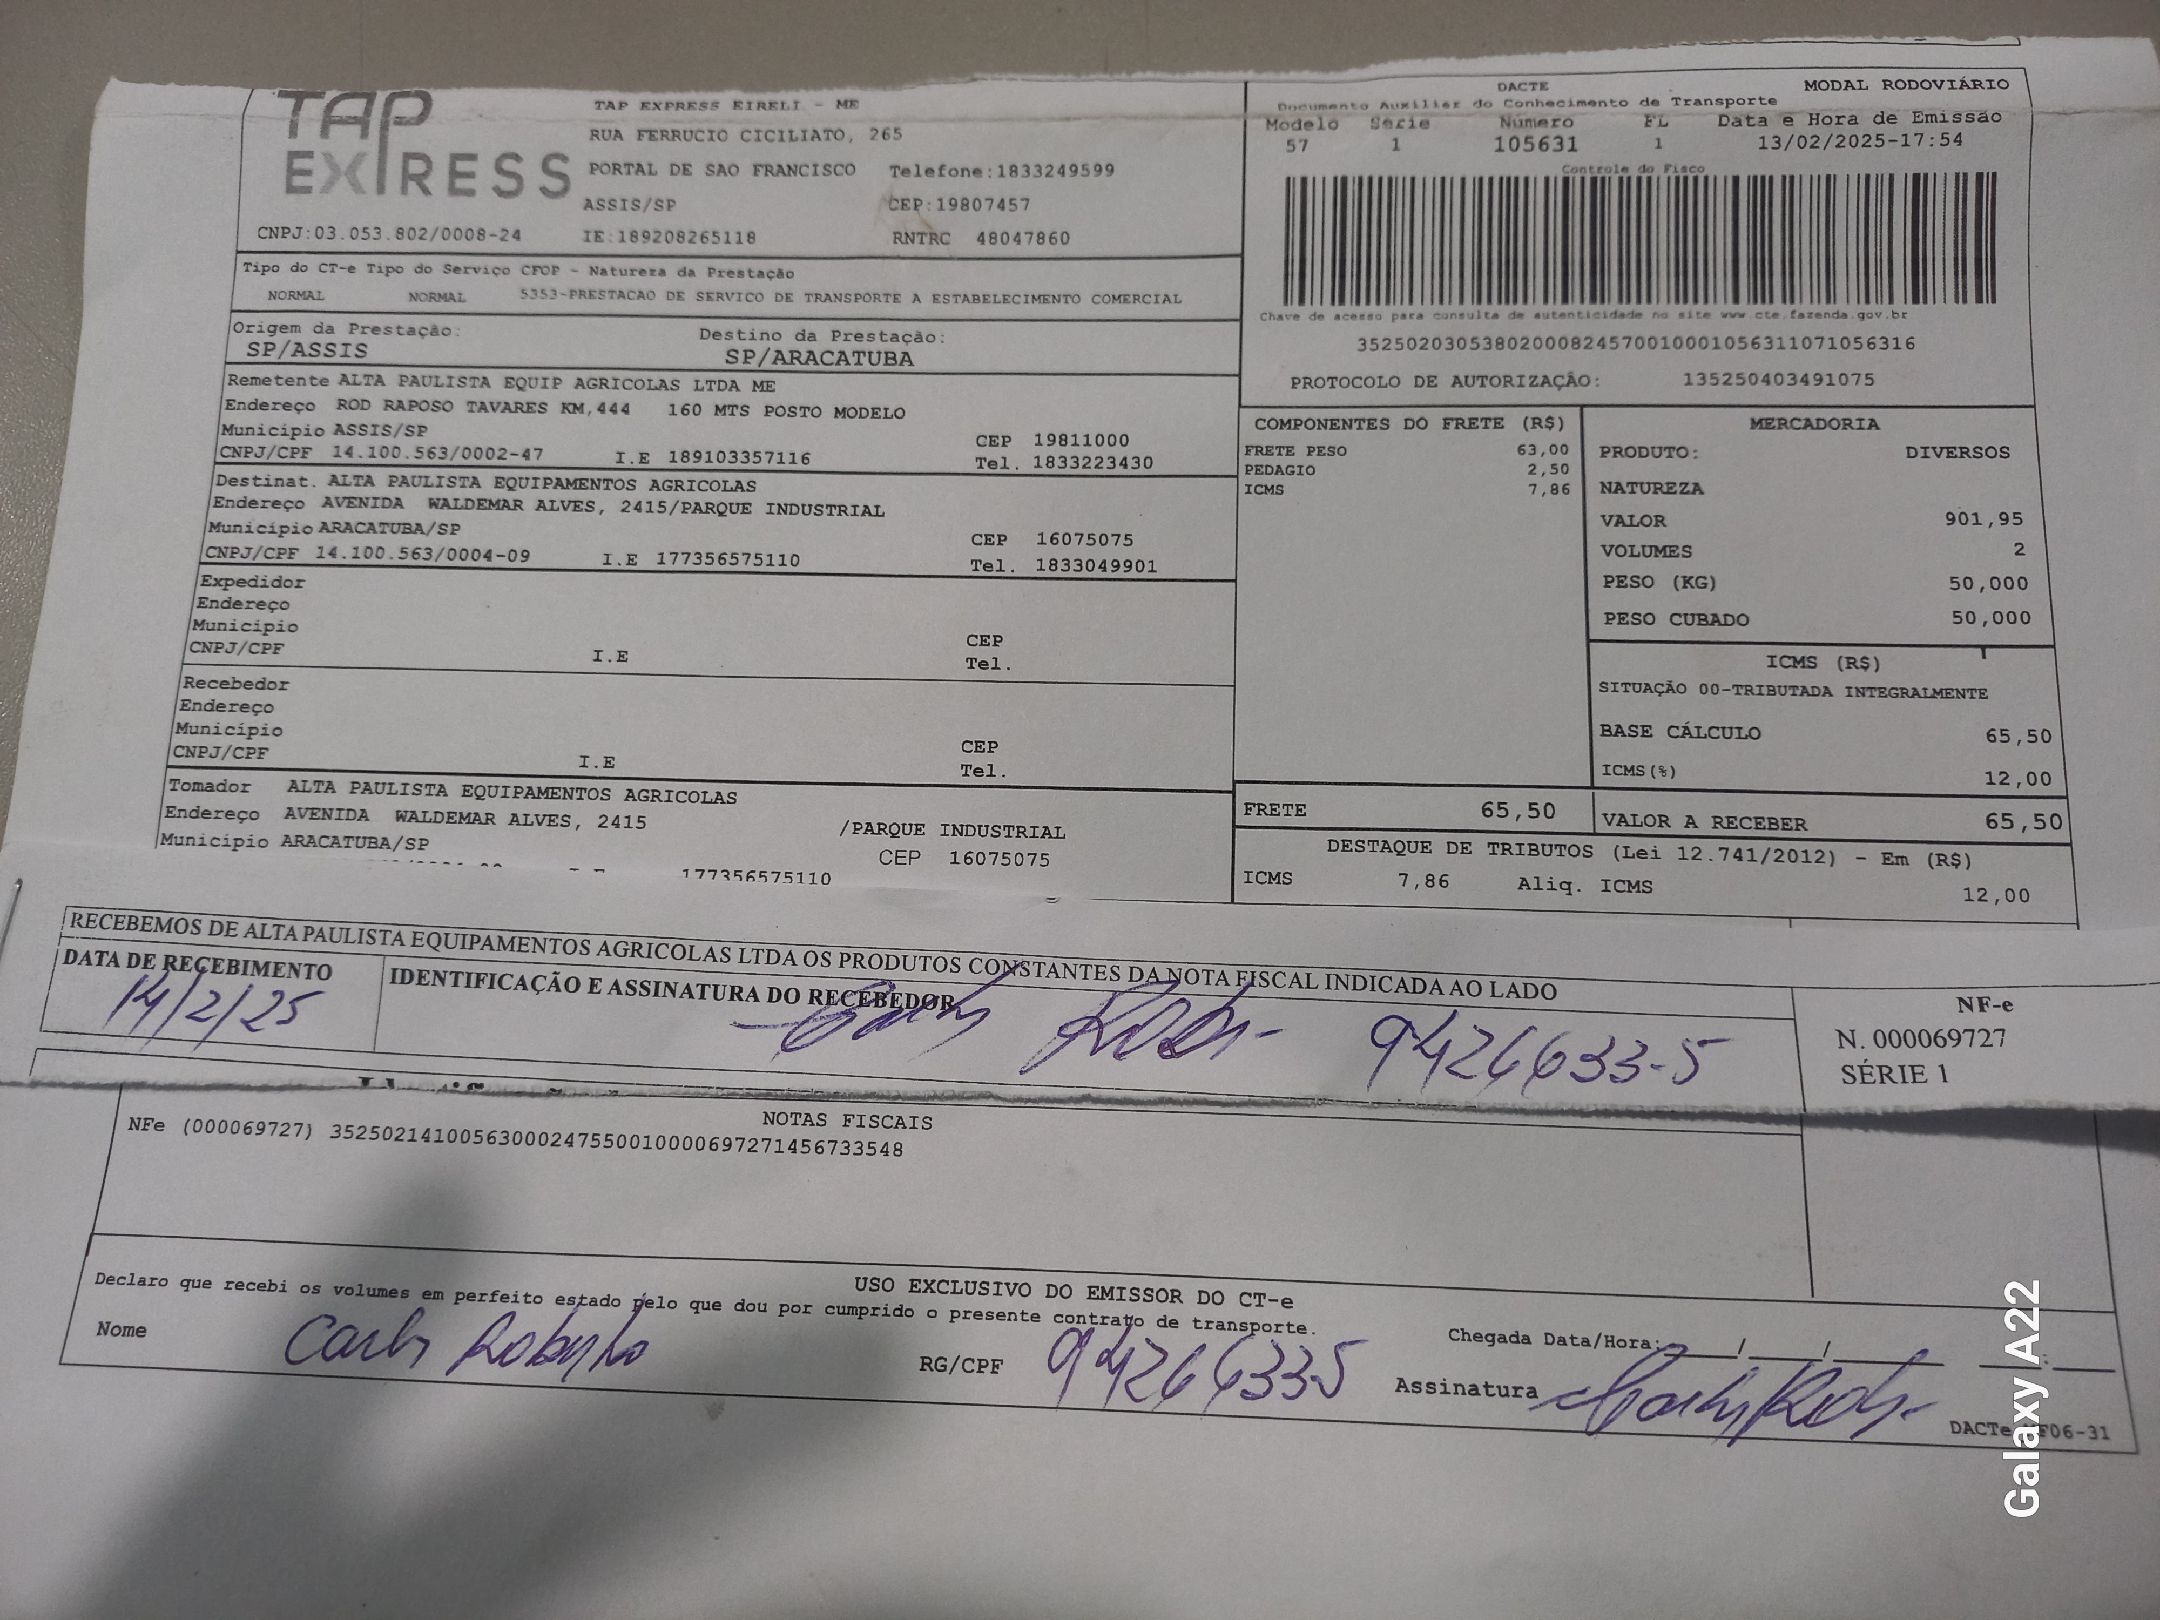 TAP EXPRESS
TAP EXPRESS EIRELI - ME
RUA FERRUCIO CICILIATO, 265
PORTAL DE SAO FRANCISCO Telefone:1833249599
ASSIS/SP CEP:19807457
CNPJ:03.053.802/0008-24 IE:189208265118 RNTRC 48047860
DACTE MODAL RODOVIÁRIO
Documento Auxiliar do Conhecimento de Transporte
Modelo Serie Número FL Data e Hora de Emissão
57 1 105631 1 13/02/2025-17:54
Controle do Fisco
Chave de acesso para consulta de autenticidade no site www.cte.fazenda.gov.br
35250203053802000824570010001056311071056316
PROTOCOLO DE AUTORIZAÇÃO: 135250403491075
Tipo do CT-e Tipo do Serviço CFOP - Natureza da Prestação
NORMAL NORMAL 5353-PRESTACAO DE SERVICO DE TRANSPORTE A ESTABELECIMENTO COMERCIAL
Origem da Prestação: Destino da Prestação:
SP/ASSIS SP/ARACATUBA
Remetente ALTA PAULISTA EQUIP AGRICOLAS LTDA ME
Endereço ROD RAPOSO TAVARES KM,444 160 MTS POSTO MODELO
Município ASSIS/SP CEP 19811000
CNPJ/CPF 14.100.563/0002-47 I.E 189103357116 Tel. 1833223430
Destinat. ALTA PAULISTA EQUIPAMENTOS AGRICOLAS
Endereço AVENIDA WALDEMAR ALVES, 2415/PARQUE INDUSTRIAL
Município ARACATUBA/SP CEP 16075075
CNPJ/CPF 14.100.563/0004-09 I.E 177356575110 Tel. 1833049901
Expedidor
Endereço
Município CEP
CNPJ/CPF I.E Tel.
Recebedor
Endereço
Município CEP
CNPJ/CPF I.E Tel.
Tomador ALTA PAULISTA EQUIPAMENTOS AGRICOLAS
Endereço AVENIDA WALDEMAR ALVES, 2415 /PARQUE INDUSTRIAL
Município ARACATUBA/SP CEP 16075075
177356575110
COMPONENTES DO FRETE (R$)
FRETE PESO 63,00
PEDAGIO 2,50
ICMS 7,86
MERCADORIA
PRODUTO: DIVERSOS
NATUREZA
VALOR 901,95
VOLUMES 2
PESO (KG) 50,000
PESO CUBADO 50,000
ICMS (R$)
SITUAÇÃO 00-TRIBUTADA INTEGRALMENTE
BASE CÁLCULO 65,50
ICMS(%) 12,00
FRETE 65,50 VALOR A RECEBER 65,50
DESTAQUE DE TRIBUTOS (Lei 12.741/2012) - Em (R$)
ICMS 7,86 Aliq. ICMS 12,00
RECEBEMOS DE ALTA PAULISTA EQUIPAMENTOS AGRICOLAS LTDA OS PRODUTOS CONSTANTES DA NOTA FISCAL INDICADA AO LADO
DATA DE RECEBIMENTO IDENTIFICAÇÃO E ASSINATURA DO RECEBEDOR
14/2/25 9426633-5
NF-e
N. 000069727
SÉRIE 1
NOTAS FISCAIS
NFe (000069727) 35250214100563000247550010000697271456733548
USO EXCLUSIVO DO EMISSOR DO CT-e
Declaro que recebi os volumes em perfeito estado pelo que dou por cumprido o presente contrato de transporte.
Nome RG/CPF 94266335 Chegada Data/Hora: / / :
Assinatura
Galaxy A22